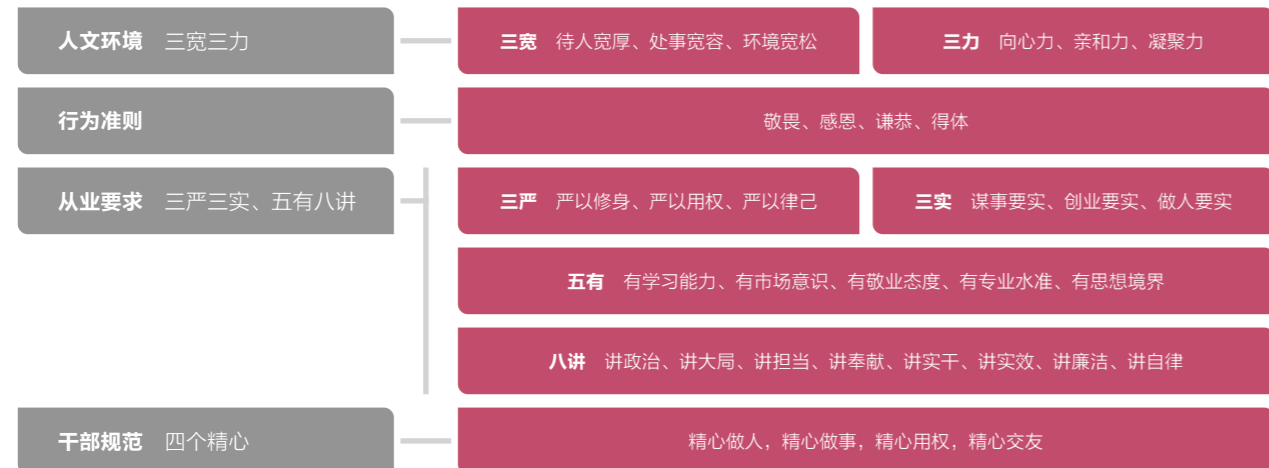 人文环境 三宽三力
三宽 待人宽厚、处事宽容、环境宽松
三力 向心力、亲和力、凝聚力
行为准则
敬畏、感恩、谦恭、得体
从业要求 三严三实、五有八讲
三严 严以修身、严以用权、严以律己
三实 谋事要实、创业要实、做人要实
五有 有学习能力、有市场意识、有敬业态度、有专业水准、有思想境界
八讲 讲政治、讲大局、讲担当、讲奉献、讲实干、讲实效、讲廉洁、讲自律
干部规范 四个精心
精心做人，精心做事，精心用权，精心交友